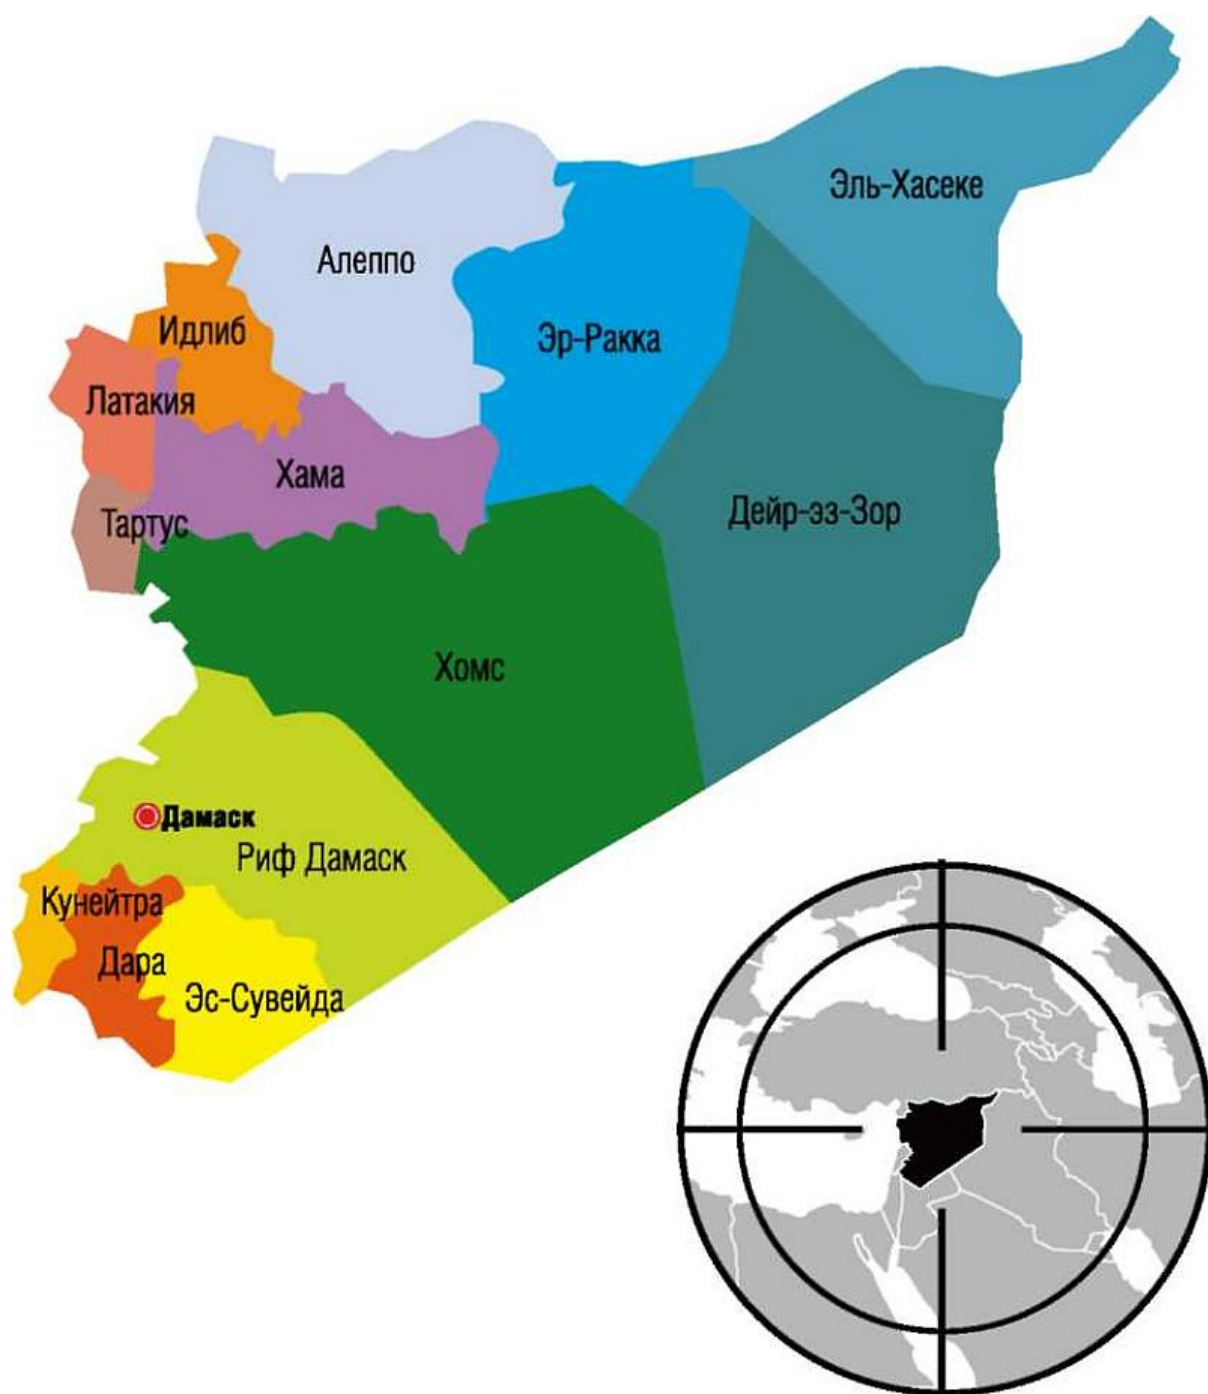 Эль-Хасеке
Алеппо
Идлиб
Эр-Ракка
Латакия
Хама
Тартус
Дейр-эз-Зор
Хомс
Дамаск
Риф Дамаск
Кунейтра
Дара
Эс-Сувейда